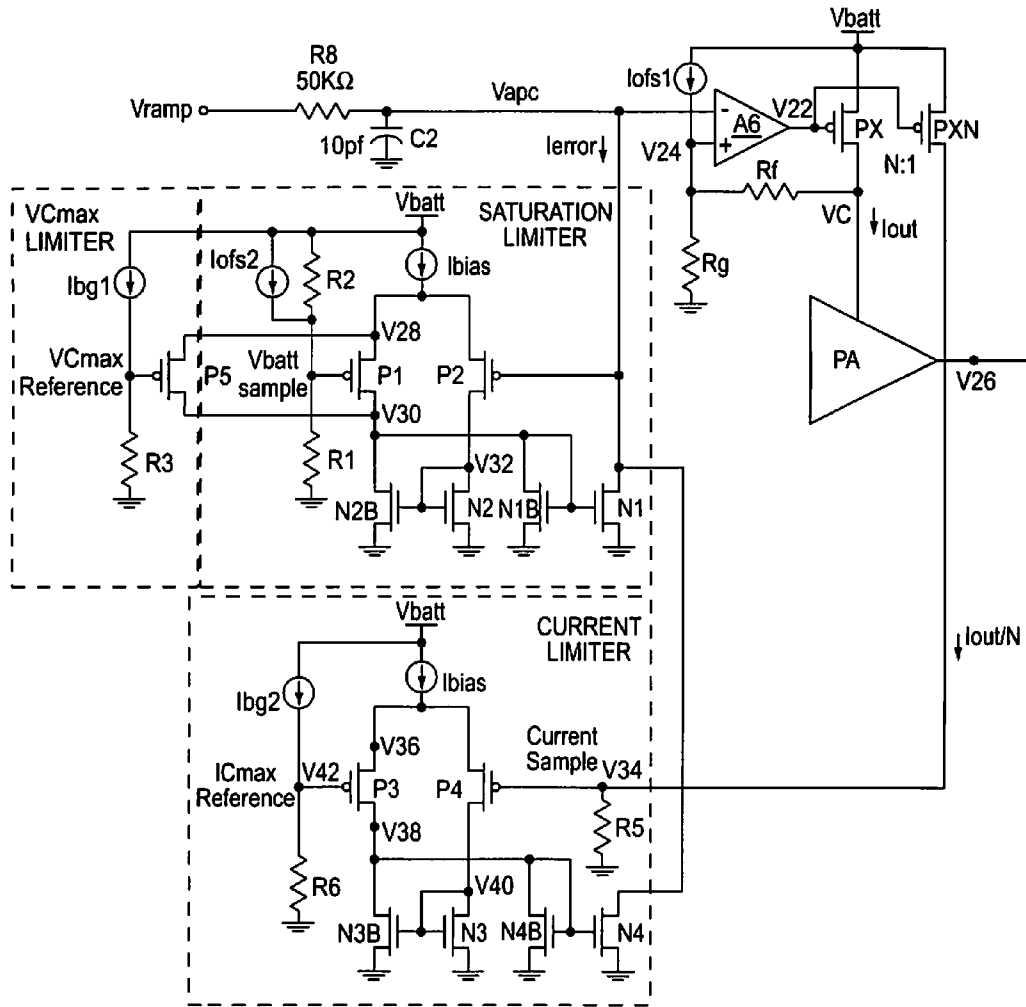 Vbatt
R8
50KΩ
Iofs1
Vramp
Vapc
V22
-
A6
PX
PXN
10pf
C2
Ierror
V24
+
N:1
Rf
VC
Iout
VCmax
LIMITER
Vbatt
SATURATION
LIMITER
Iofs2
Ibias
Rg
Ibg1
R2
V28
PA
VCmax
Reference
P5
Vbatt
sample
P1
P2
V26
V30
R3
R1
V32
N2B
N2
N1B
N1
Vbatt
CURRENT
LIMITER
Iout/N
Ibg2
Ibias
V36
Current
Sample
V34
ICmax
Reference
V42
P3
P4
R5
V38
R6
V40
N3B
N3
N4B
N4